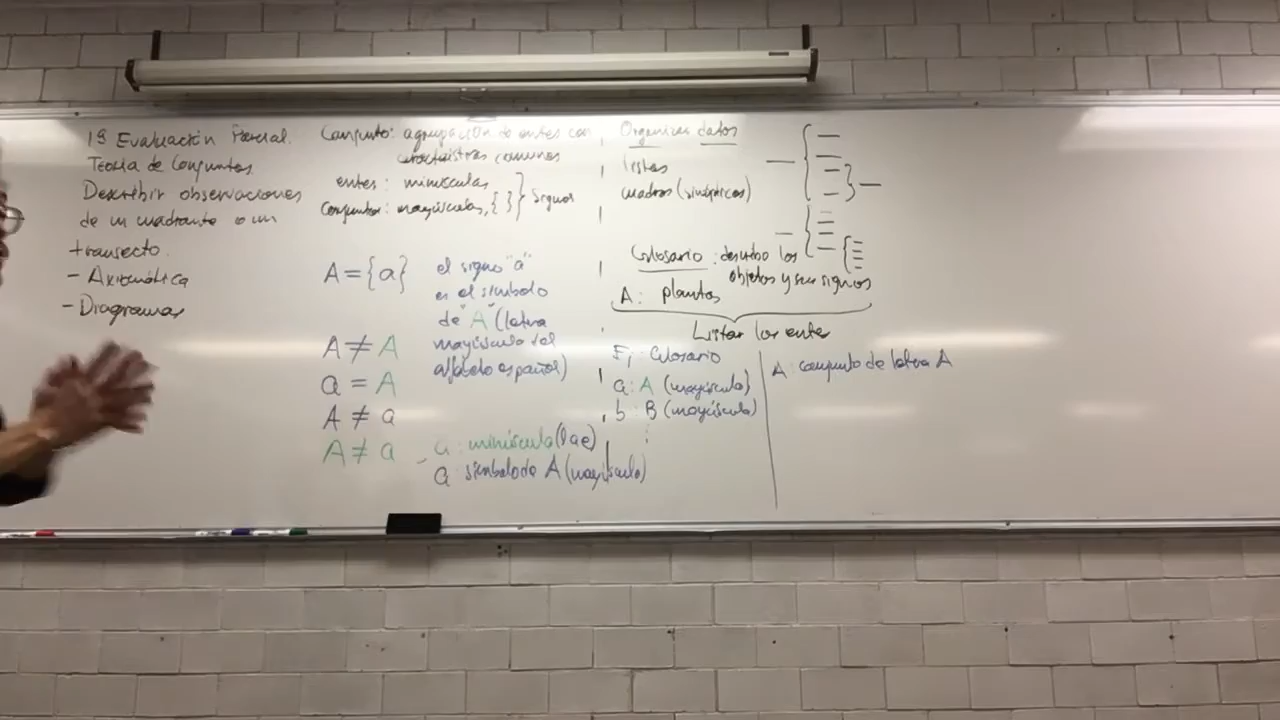 1ª Evaluación Parcial.
Teoría de Conjuntos.
Describir observaciones
de un cuadrante o un
transecto.
- Axiomática
- Diagramas
Conjunto: agrupación de entes con
características comunes
entes: minúsculas
conjuntos: mayúsculas, { } } Signos
A = {a}
el signo "a"
es el símbolo
de "A" (letra
mayúscula del
alfabeto español)
A ≠ A
a = A
A ≠ a
A ≠ a
- a: minúscula (la e)
a: símbolo de A (mayúscula)
Organizar datos
listas
cuadros (sinópticos)
Glosario: describo los
objetos y sus signos
A: plantas
Listar los entes
Ej: Glosario
a: A (mayúscula)
b: B (mayúscula)
A: conjunto de letra A